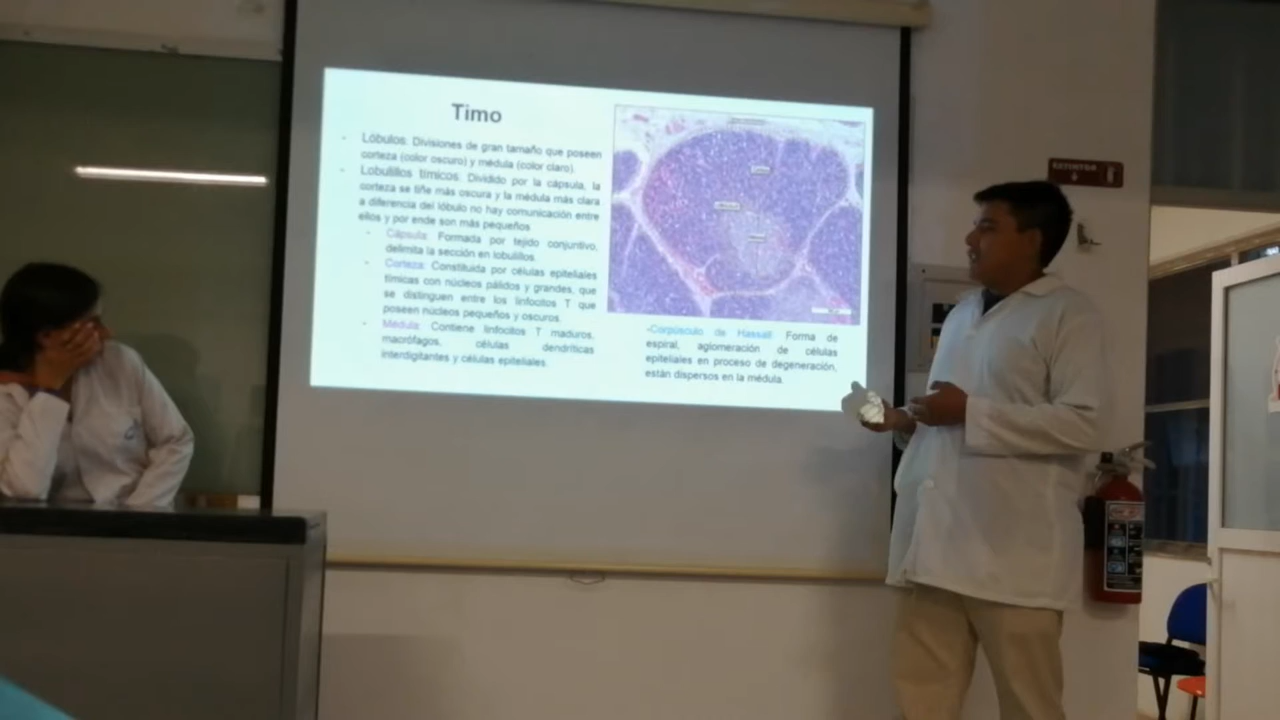 Timo
- Lóbulos: Divisiones de gran tamaño que poseen
corteza (color oscuro) y médula (color claro).
- Lobulillos tímicos: Dividido por la cápsula, la
corteza se tiñe más oscura y la médula más clara
a diferencia del lóbulo no hay comunicación entre
ellos y por ende son más pequeños
- Cápsula: Formada por tejido conjuntivo,
delimita la sección en lobulillos.
- Corteza: Constituida por células epiteliales
tímicas con núcleos pálidos y grandes, que
se distinguen entre los linfocitos T que
poseen núcleos pequeños y oscuros.
- Médula: Contiene linfocitos T maduros,
macrófagos, células dendríticas
interdigitantes y células epiteliales.
-Corpúsculo de Hassall: Forma de
espiral, aglomeración de células
epiteliales en proceso de degeneración,
están dispersos en la médula.
EXTINTOR